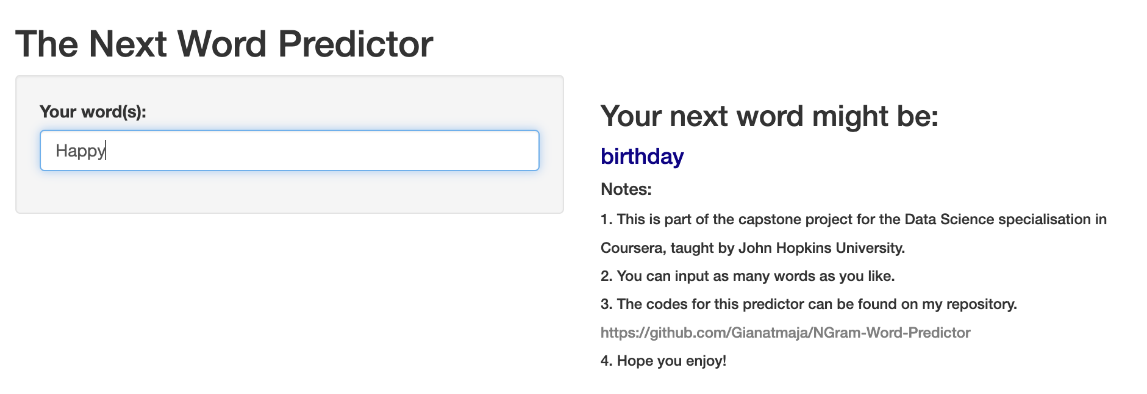 The Next Word Predictor
Your word(s):
Happy
Your next word might be:
birthday
Notes:
1. This is part of the capstone project for the Data Science specialisation in
Coursera, taught by John Hopkins University.
2. You can input as many words as you like.
3. The codes for this predictor can be found on my repository.
https://github.com/Gianatmaja/NGram-Word-Predictor
4. Hope you enjoy!